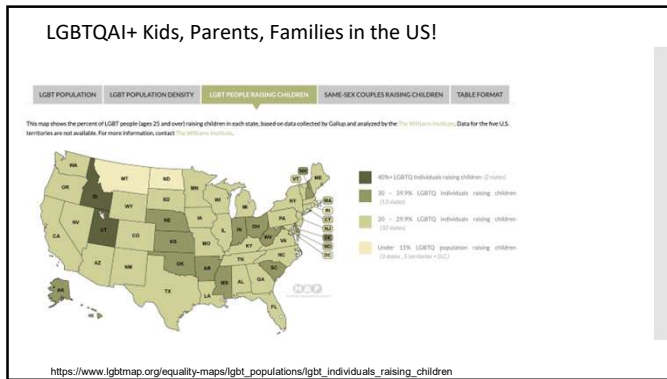 LGBTQAI+ Kids, Parents, Families in the US!
LGBT POPULATION
LGBT POPULATION DENSITY
LGBT PEOPLE RAISING CHILDREN
SAME-SEX COUPLES RAISING CHILDREN
TABLE FORMAT
This map shows the percent of LGBT people (ages 25 and over) raising children in each state, based on data collected by Gallup and analyzed by the The Williams Institute. Data for the five U.S.
territories are not available. For more information, contact The Williams Institute.
WA
MT
ND
MN
VT
NH
ME
OR
ID
SD
WI
MI
NY
MA
RI
WY
IA
PA
CT
NJ
NV
NE
IL
IN
OH
DE
MD
DC
UT
CO
KS
MO
KY
WV
VA
CA
NC
TN
AZ
NM
OK
AR
SC
MS
AL
GA
TX
LA
FL
AK
HI
MAP
40%+ LGBTQ individuals raising children (2 states)
30 - 39.9% LGBTQ individuals raising
children
(13 states)
20 - 29.9% LGBTQ individuals raising
children
(32 states)
Under 15% LGBTQ population raising children
(3 states, 5 territories + D.C.)
https://www.lgbtmap.org/equality-maps/lgbt_populations/lgbt_individuals_raising_children